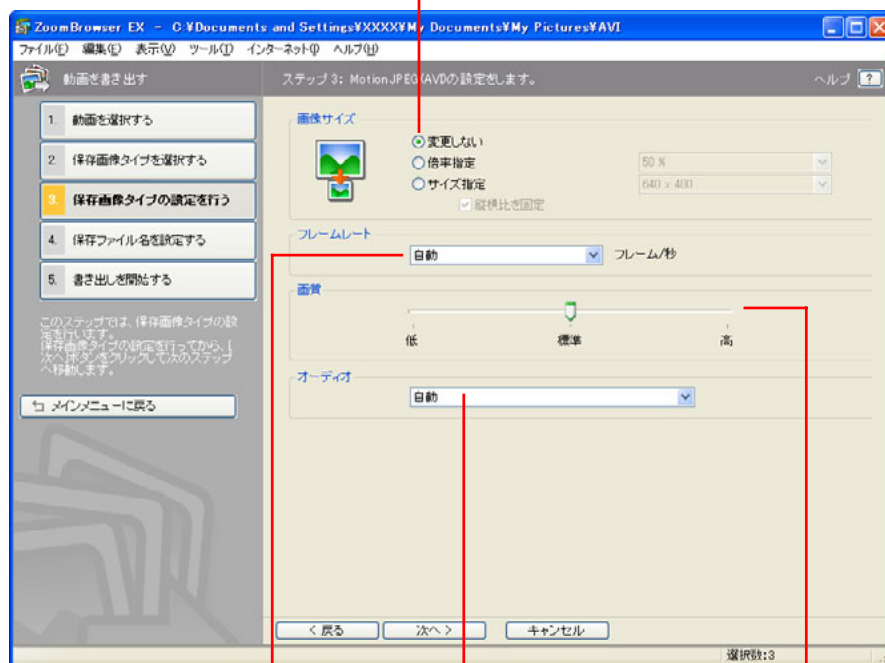 ZoomBrowser EX - C:¥Documents and Settings¥XXXX¥My Documents¥My Pictures¥AVI
ファイル(F) 編集(E) 表示(V) ツール(T) インターネット(I) ヘルプ(H)
動画を書き出す
ステップ 3: MotionJPEG(AVI)の設定をします。
ヘルプ ?
1. 動画を選択する
2. 保存画像タイプを選択する
3. 保存画像タイプの設定を行う
4. 保存ファイル名を設定する
5. 書き出しを開始する
このステップでは、保存画像タイプの設
定を行います。
保存画像タイプの設定を行ってから、[
次へ]ボタンをクリックして次のステップ
へ移動します。
メインメニューに戻る
画像サイズ
変更しない
倍率指定 50 %
サイズ指定 640 x 480
縦横比を固定
フレームレート
自動 フレーム/秒
画質
低 標準 高
オーディオ
自動
< 戻る 次へ > キャンセル
選択数:3